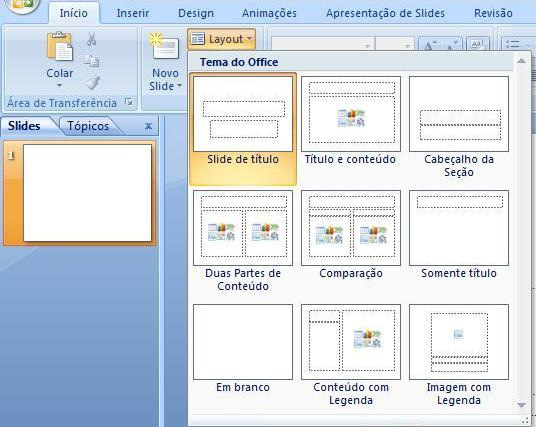 Início Inserir Design Animações Apresentação de Slides Revisão
Layout
Colar
Novo
Slide
Área de Transferência
Tema do Office
Slides Tópicos x
1
Slide de título Título e conteúdo Cabeçalho da
Seção
Duas Partes de
Conteúdo
Comparação Somente título
Em branco Conteúdo com
Legenda
Imagem com
Legenda
A A AB